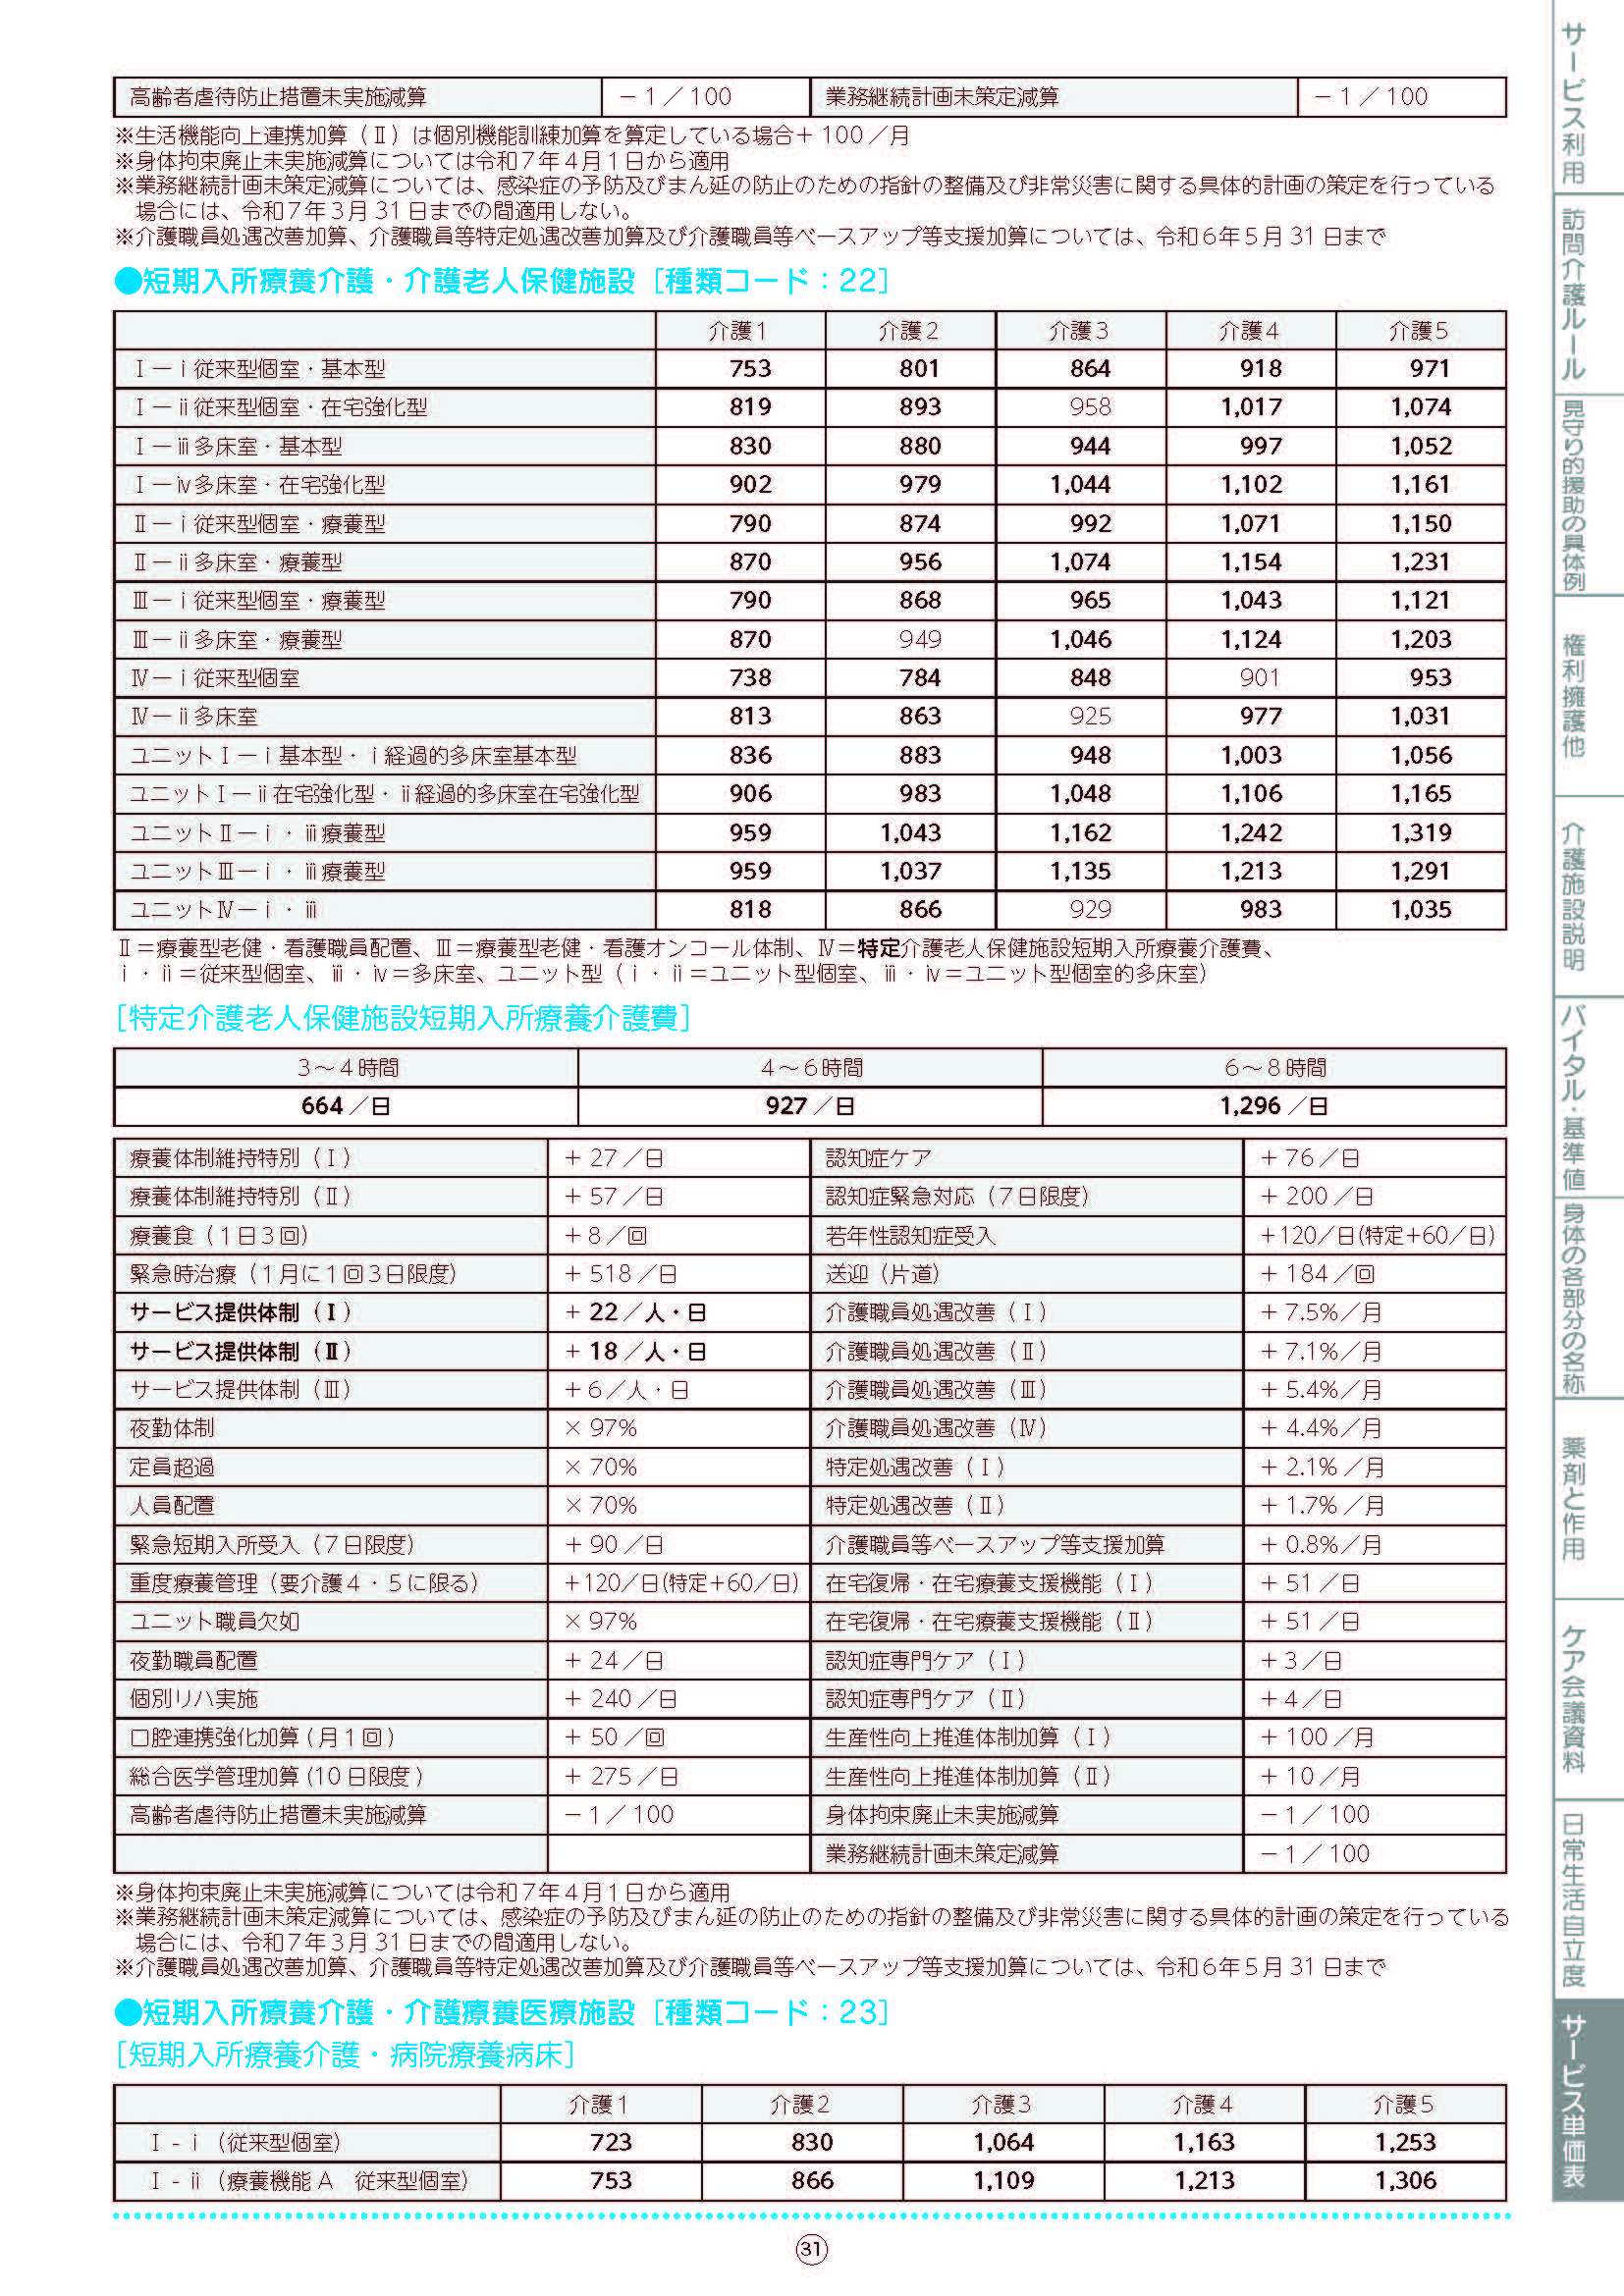 高齢者虐待防止措置未実施減算 －1／100 業務継続計画未策定減算 －1／100
※生活機能向上連携加算（Ⅱ）は個別機能訓練加算を算定している場合＋100／月
※身体拘束廃止未実施減算については令和7年4月1日から適用
※業務継続計画未策定減算については、感染症の予防及びまん延の防止のための指針の整備及び非常災害に関する具体的計画の策定を行っている
場合には、令和7年3月31日までの間適用しない。
※介護職員処遇改善加算、介護職員等特定処遇改善加算及び介護職員等ベースアップ等支援加算については、令和6年5月31日まで
●短期入所療養介護・介護老人保健施設［種類コード：22］
介護1 介護2 介護3 介護4 介護5
Ⅰ－ⅰ従来型個室・基本型 753 801 864 918 971
Ⅰ－ⅱ従来型個室・在宅強化型 819 893 958 1,017 1,074
Ⅰ－ⅲ多床室・基本型 830 880 944 997 1,052
Ⅰ－ⅳ多床室・在宅強化型 902 979 1,044 1,102 1,161
Ⅱ－ⅰ従来型個室・療養型 790 874 992 1,071 1,150
Ⅱ－ⅱ多床室・療養型 870 956 1,074 1,154 1,231
Ⅲ－ⅰ従来型個室・療養型 790 868 965 1,043 1,121
Ⅲ－ⅱ多床室・療養型 870 949 1,046 1,124 1,203
Ⅳ－ⅰ従来型個室 738 784 848 901 953
Ⅳ－ⅱ多床室 813 863 925 977 1,031
ユニットⅠ－ⅰ基本型・ⅰ経過的多床室基本型 836 883 948 1,003 1,056
ユニットⅠ－ⅱ在宅強化型・ⅱ経過的多床室在宅強化型 906 983 1,048 1,106 1,165
ユニットⅡ－ⅰ・ⅲ療養型 959 1,043 1,162 1,242 1,319
ユニットⅢ－ⅰ・ⅲ療養型 959 1,037 1,135 1,213 1,291
ユニットⅣ－ⅰ・ⅲ 818 866 929 983 1,035
Ⅱ＝療養型老健・看護職員配置、Ⅲ＝療養型老健・看護オンコール体制、Ⅳ＝特定介護老人保健施設短期入所療養介護費、
ⅰ・ⅱ＝従来型個室、ⅲ・ⅳ＝多床室、ユニット型（ⅰ・ⅱ＝ユニット型個室、ⅲ・ⅳ＝ユニット型個室的多床室）
［特定介護老人保健施設短期入所療養介護費］
3～4時間 4～6時間 6～8時間
664／日 927／日 1,296／日
療養体制維持特別（Ⅰ） ＋27／日 認知症ケア ＋76／日
療養体制維持特別（Ⅱ） ＋57／日 認知症緊急対応（7日限度） ＋200／日
療養食（1日3回） ＋8／回 若年性認知症受入 ＋120／日(特定＋60／日)
緊急時治療（1月に1回3日限度） ＋518／日 送迎（片道） ＋184／回
サービス提供体制（Ⅰ） ＋22／人・日 介護職員処遇改善（Ⅰ） ＋7.5%／月
サービス提供体制（Ⅱ） ＋18／人・日 介護職員処遇改善（Ⅱ） ＋7.1%／月
サービス提供体制（Ⅲ） ＋6／人・日 介護職員処遇改善（Ⅲ） ＋5.4%／月
夜勤体制 ×97% 介護職員処遇改善（Ⅳ） ＋4.4%／月
定員超過 ×70% 特定処遇改善（Ⅰ） ＋2.1%／月
人員配置 ×70% 特定処遇改善（Ⅱ） ＋1.7%／月
緊急短期入所受入（7日限度） ＋90／日 介護職員等ベースアップ等支援加算 ＋0.8%／月
重度療養管理（要介護4・5に限る） ＋120／日(特定＋60／日) 在宅復帰・在宅療養支援機能（Ⅰ） ＋51／日
ユニット職員欠如 ×97% 在宅復帰・在宅療養支援機能（Ⅱ） ＋51／日
夜勤職員配置 ＋24／日 認知症専門ケア（Ⅰ） ＋3／日
個別リハ実施 ＋240／日 認知症専門ケア（Ⅱ） ＋4／日
口腔連携強化加算(月1回) ＋50／回 生産性向上推進体制加算（Ⅰ） ＋100／月
総合医学管理加算(10日限度) ＋275／日 生産性向上推進体制加算（Ⅱ） ＋10／月
高齢者虐待防止措置未実施減算 －1／100 身体拘束廃止未実施減算 －1／100
業務継続計画未策定減算 －1／100
※身体拘束廃止未実施減算については令和7年4月1日から適用
※業務継続計画未策定減算については、感染症の予防及びまん延の防止のための指針の整備及び非常災害に関する具体的計画の策定を行っている
場合には、令和7年3月31日までの間適用しない。
※介護職員処遇改善加算、介護職員等特定処遇改善加算及び介護職員等ベースアップ等支援加算については、令和6年5月31日まで
●短期入所療養介護・介護療養医療施設［種類コード：23］
［短期入所療養介護・病院療養病床］
介護1 介護2 介護3 介護4 介護5
Ⅰ-ⅰ（従来型個室） 723 830 1,064 1,163 1,253
Ⅰ-ⅱ（療養機能A 従来型個室） 753 866 1,109 1,213 1,306
31
サービス利用
訪問介護ルール
見守り的援助の具体例
権利擁護他
介護施設説明
バイタル・基準値
身体の各部分の名称
薬剤と作用
ケア会議資料
日常生活自立度
サービス単価表